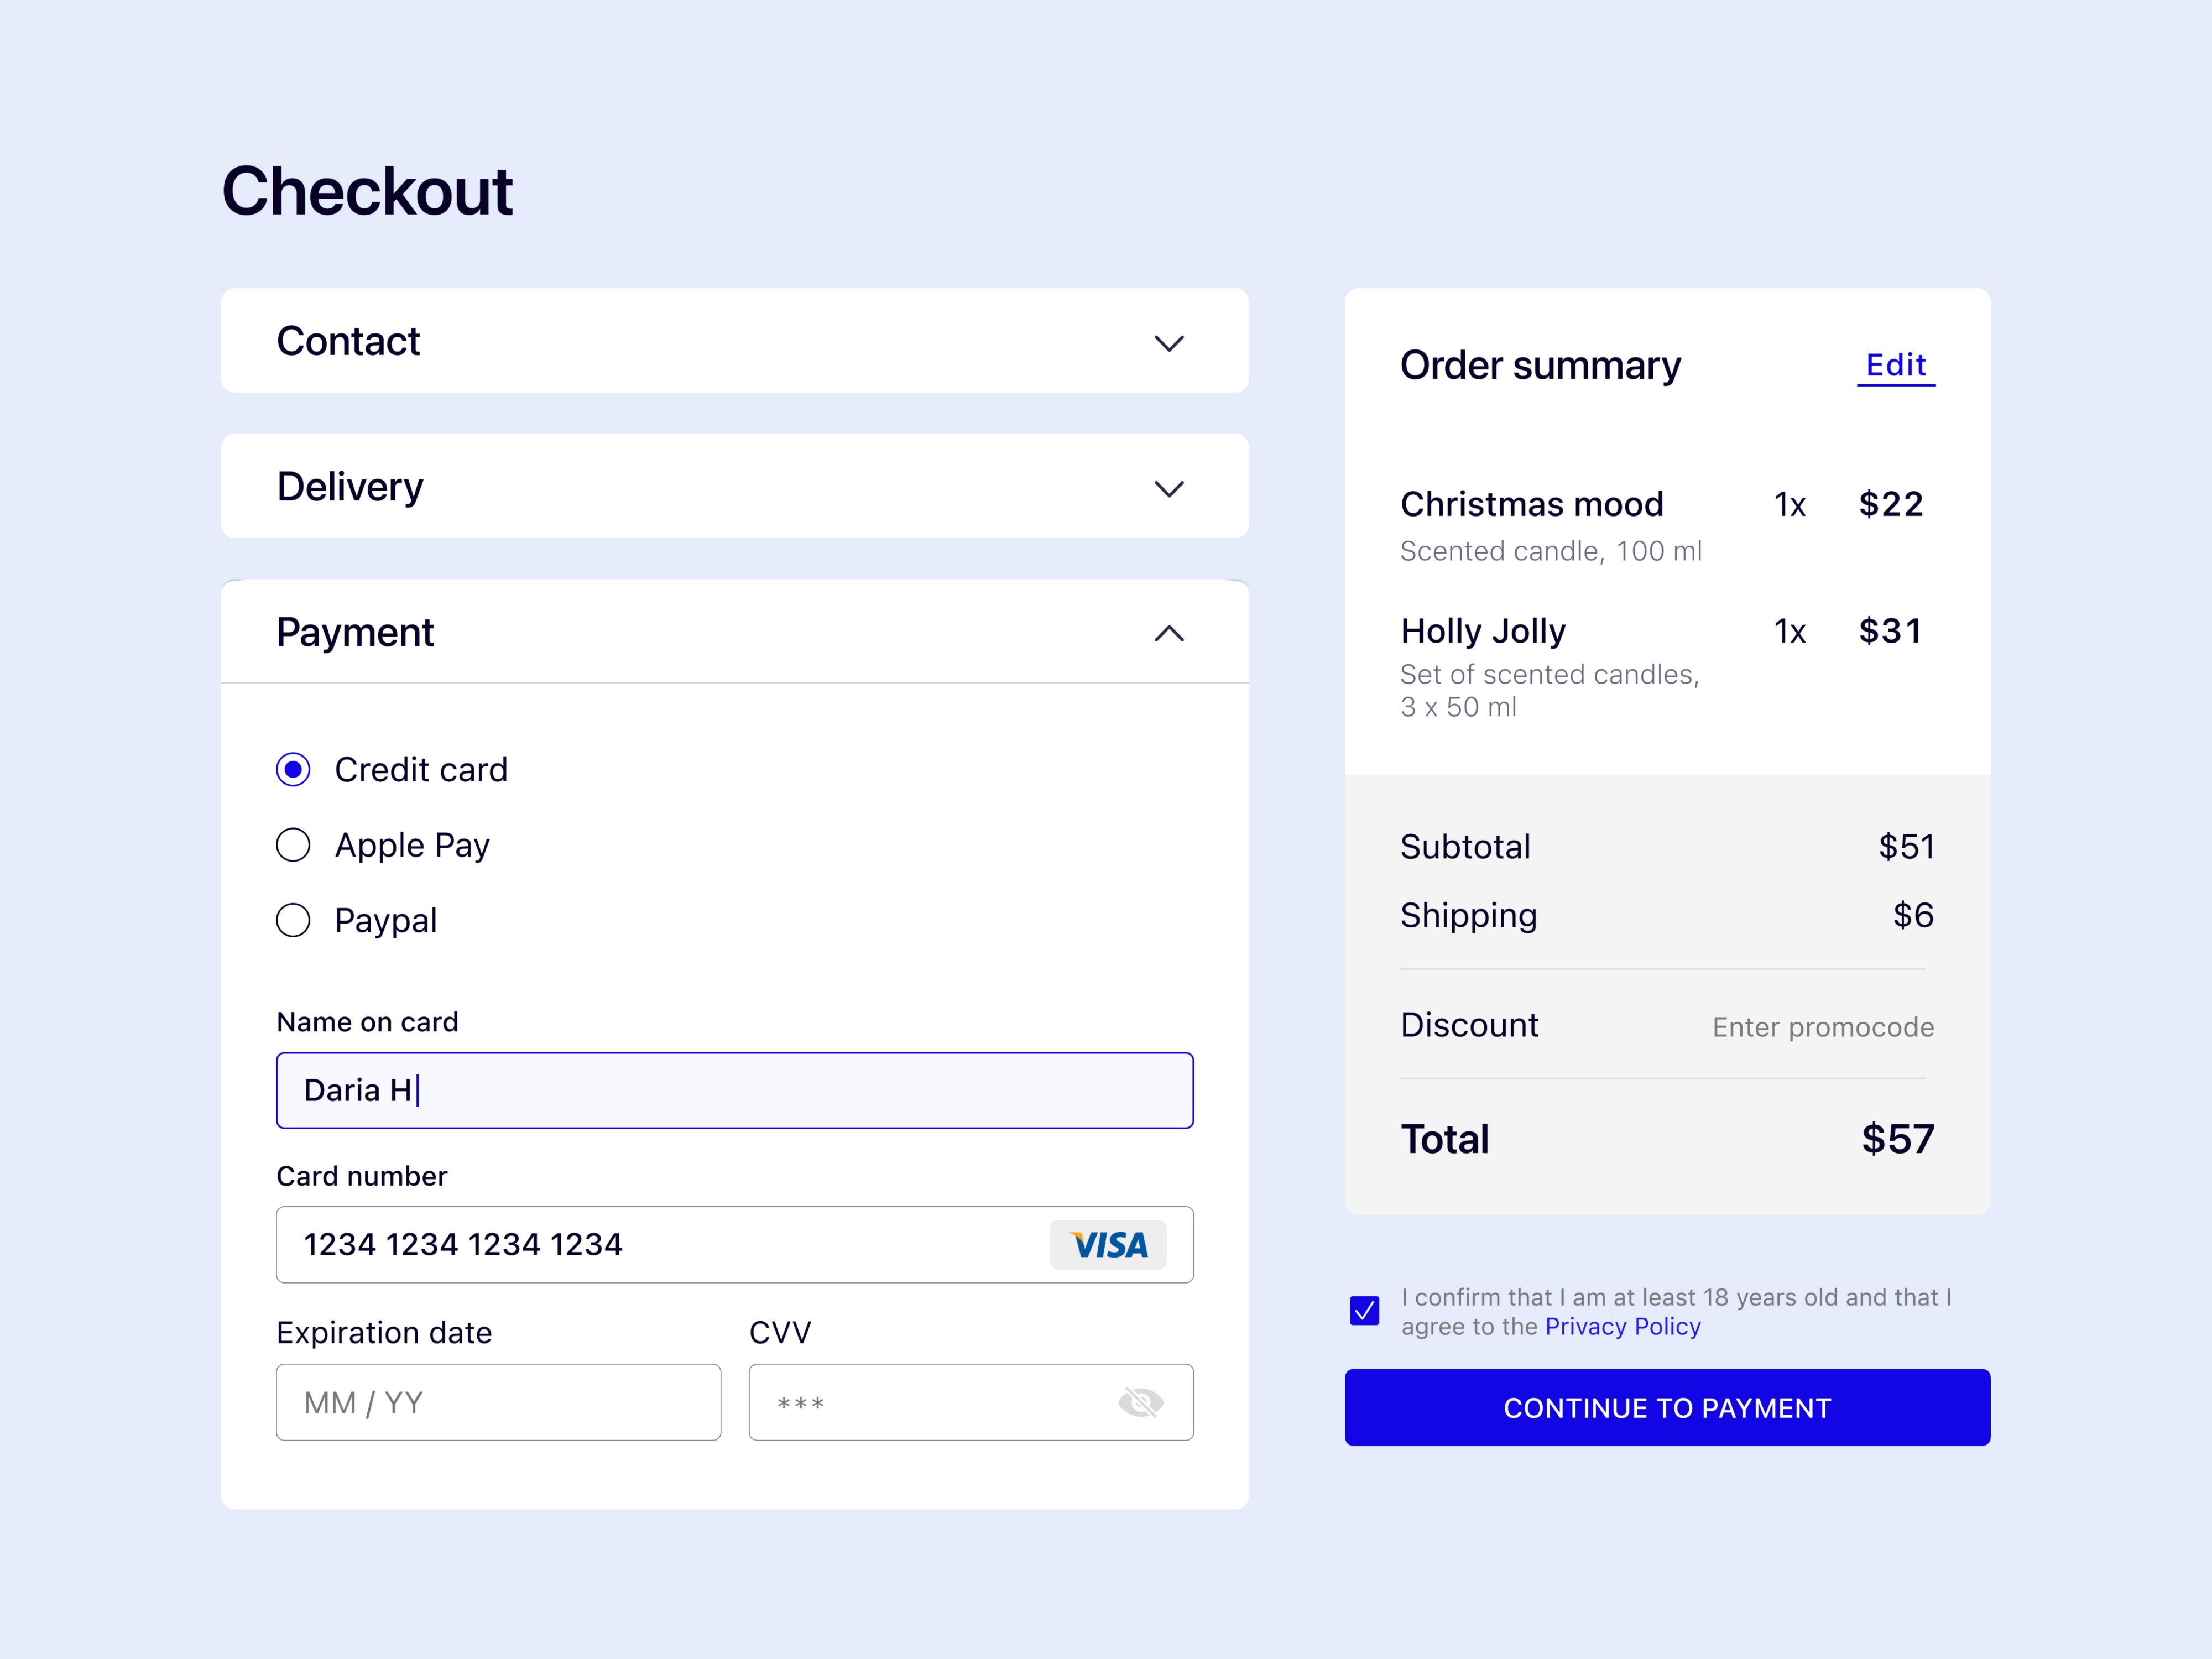 Checkout
Contact
Delivery
Payment
Credit card
Apple Pay
Paypal
Name on card
Daria H
Card number
1234 1234 1234 1234 VISA
Expiration date CVV
MM / YY ***
Order summary Edit
Christmas mood 1x $22
Scented candle, 100 ml
Holly Jolly 1x $31
Set of scented candles,
3 x 50 ml
Subtotal $51
Shipping $6
Discount Enter promocode
Total $57
I confirm that I am at least 18 years old and that I
agree to the Privacy Policy
CONTINUE TO PAYMENT